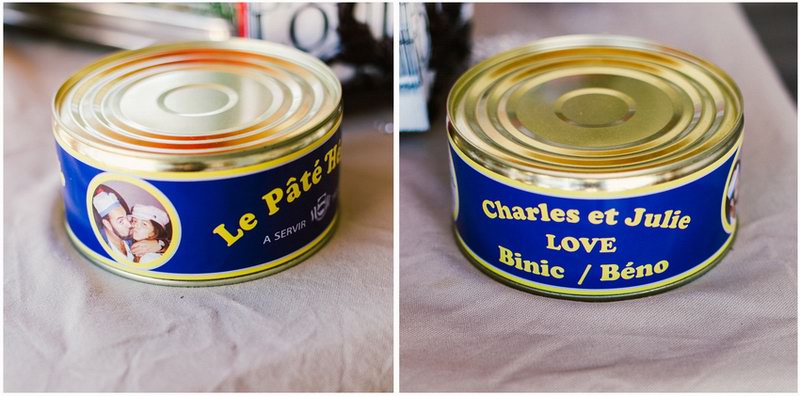 Le Pâté
A SERVIR
Charles et Julie
LOVE
Binic / Béno